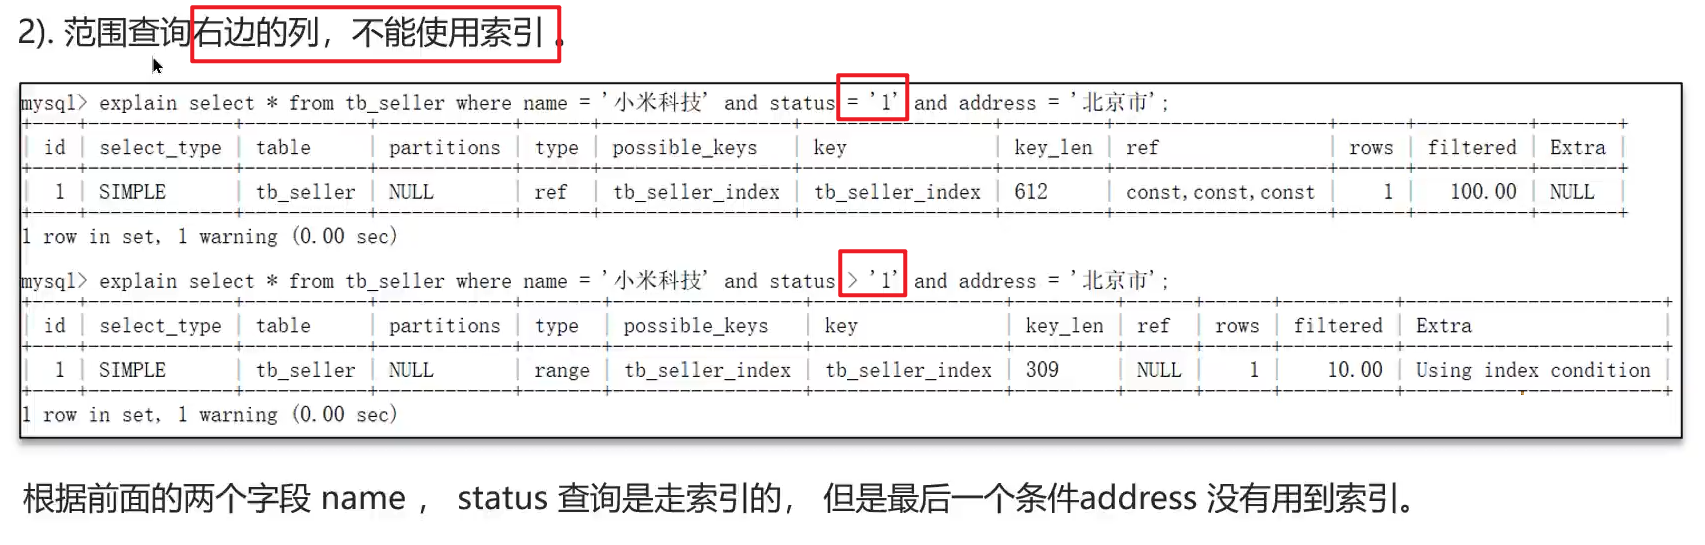 2). 范围查询右边的列，不能使用索引 。
mysql> explain select * from tb_seller where name = '小米科技' and status = '1' and address = '北京市';
+----+-------------+-----------+------------+------+-----------------+-----------------+---------+-------------------+------+----------+-------+
| id | select_type | table | partitions | type | possible_keys | key | key_len | ref | rows | filtered | Extra |
| 1 | SIMPLE | tb_seller | NULL | ref | tb_seller_index | tb_seller_index | 612 | const,const,const | 1 | 100.00 | NULL |
1 row in set, 1 warning (0.00 sec)
mysql> explain select * from tb_seller where name = '小米科技' and status > '1' and address = '北京市';
| id | select_type | table | partitions | type | possible_keys | key | key_len | ref | rows | filtered | Extra |
| 1 | SIMPLE | tb_seller | NULL | range | tb_seller_index | tb_seller_index | 309 | NULL | 1 | 10.00 | Using index condition |
1 row in set, 1 warning (0.00 sec)
根据前面的两个字段 name ， status 查询是走索引的， 但是最后一个条件address 没有用到索引。